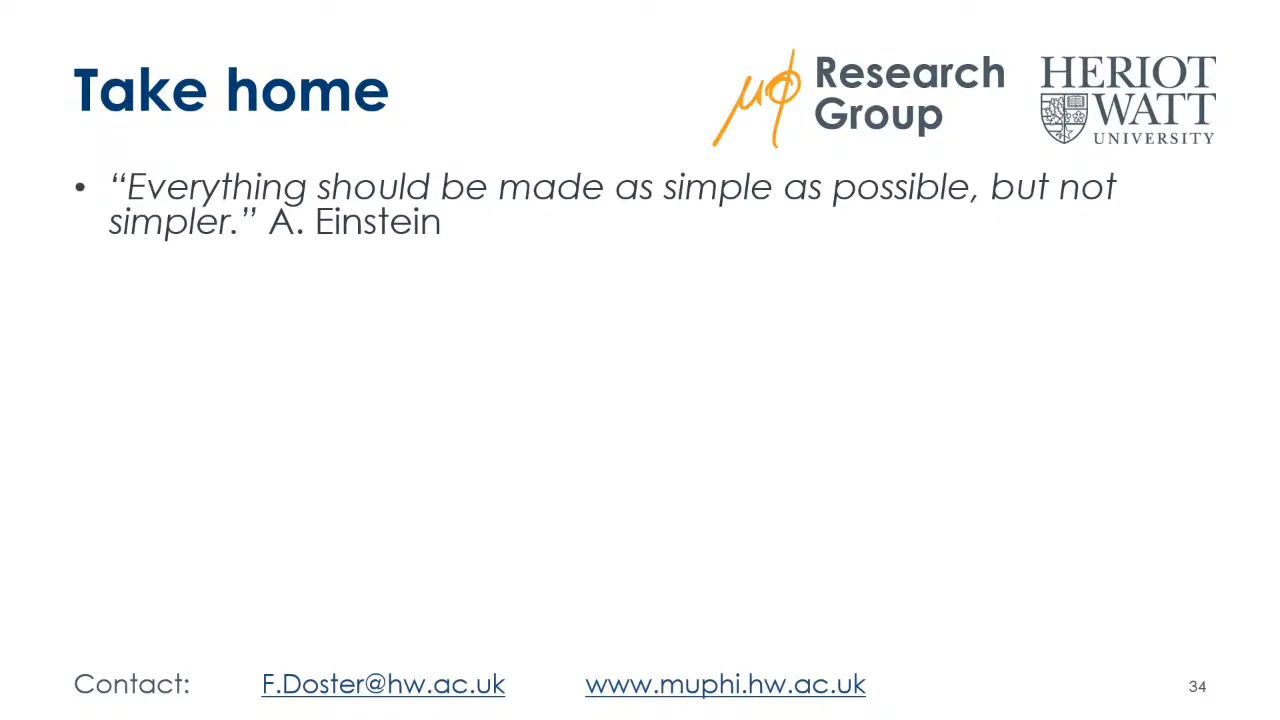 Take home
μϕ Research
Group
HERIOT
WATT
UNIVERSITY
• “Everything should be made as simple as possible, but not
simpler.” A. Einstein
Contact: F.Doster@hw.ac.uk www.muphi.hw.ac.uk 34